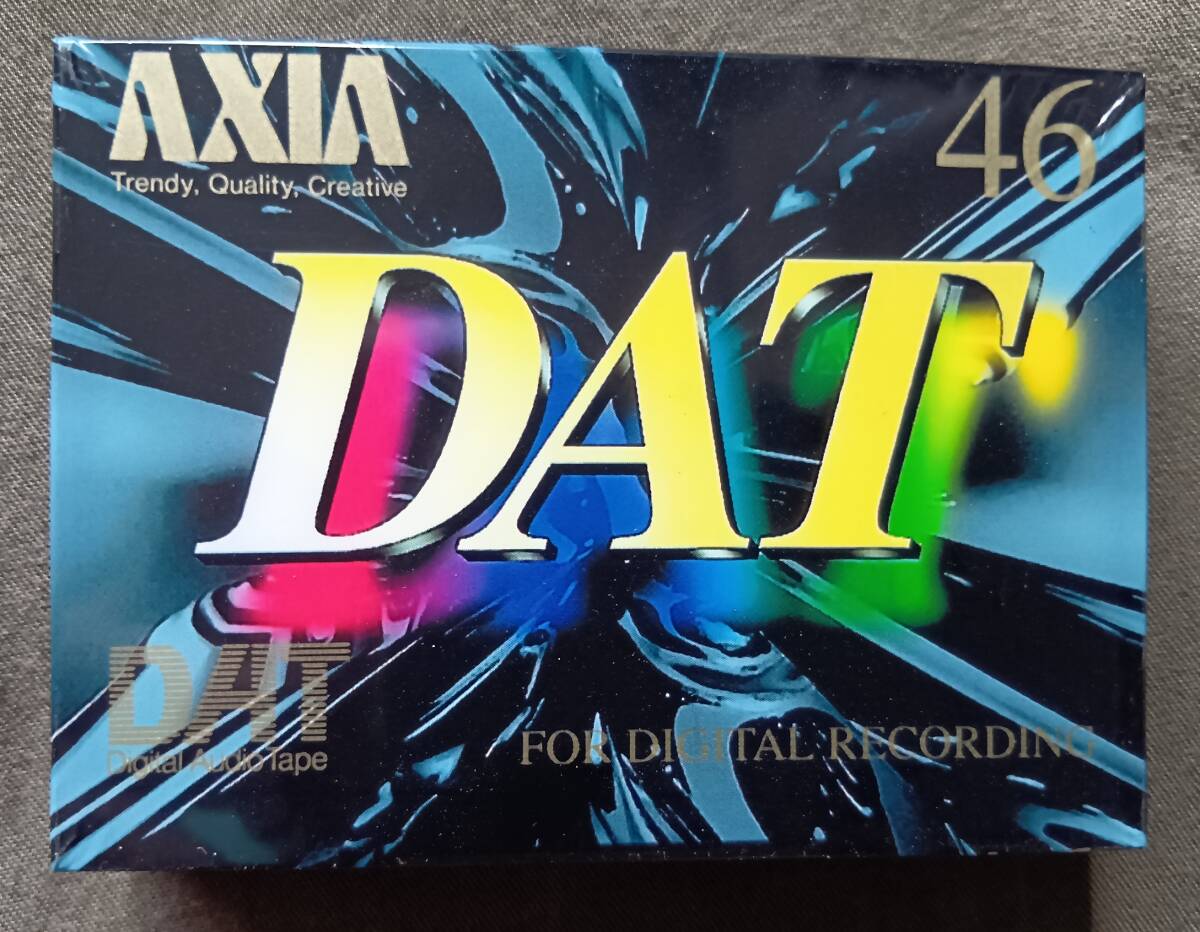 AXIA
Trendy, Quality, Creative
46
DAT
DAT
Digital Audio Tape
FOR DIGITAL RECORDING